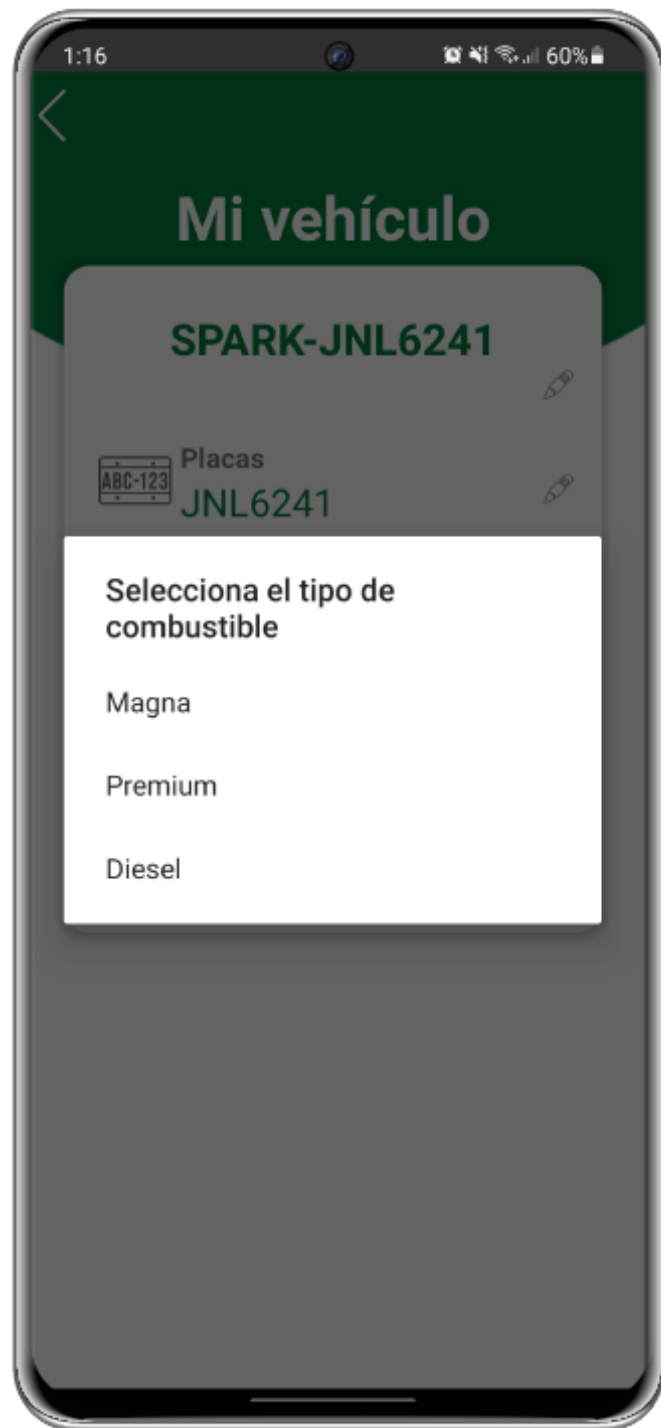 1:16
60%
Mi vehículo
SPARK-JNL6241
Placas
ABC-123
JNL6241
Selecciona el tipo de
combustible
Magna
Premium
Diesel